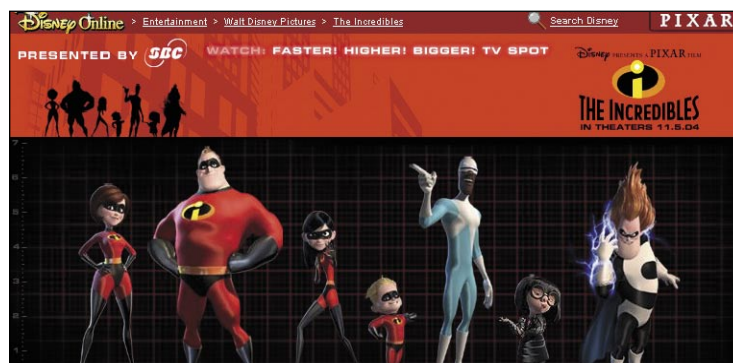 Disney Online > Entertainment > Walt Disney Pictures > The Incredibles
Search Disney
PIXAR
PRESENTED BY SBC
WATCH: FASTER! HIGHER! BIGGER! TV SPOT
Disney PRESENTS A PIXAR FILM
THE INCREDIBLES
IN THEATERS 11.5.04
7
6
5
4
3
2
1